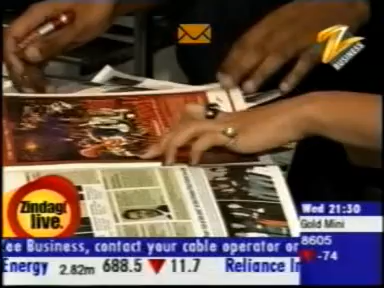 Z
BUSINESS
Zindagi
live.
Wed 21:30
Gold Mini
8605
-74
ee Business, contact your cable operator or
Energy 2.82m 688.5 ▼ 11.7 Reliance In